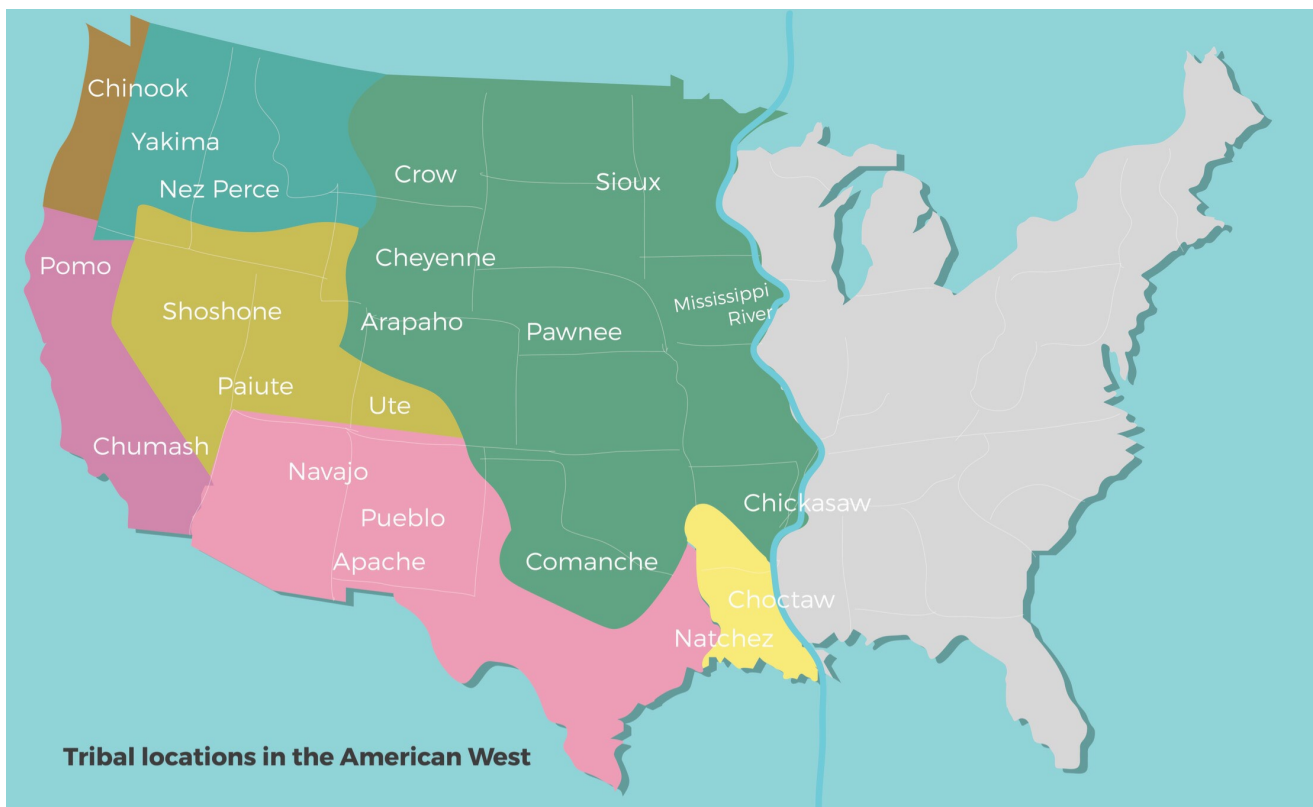 Chinook
Yakima
Nez Perce
Crow
Sioux
Pomo
Cheyenne
Shoshone
Arapaho
Pawnee
Mississippi
River
Paiute
Ute
Chumash
Navajo
Pueblo
Apache
Comanche
Chickasaw
Choctaw
Natchez
Tribal locations in the American West